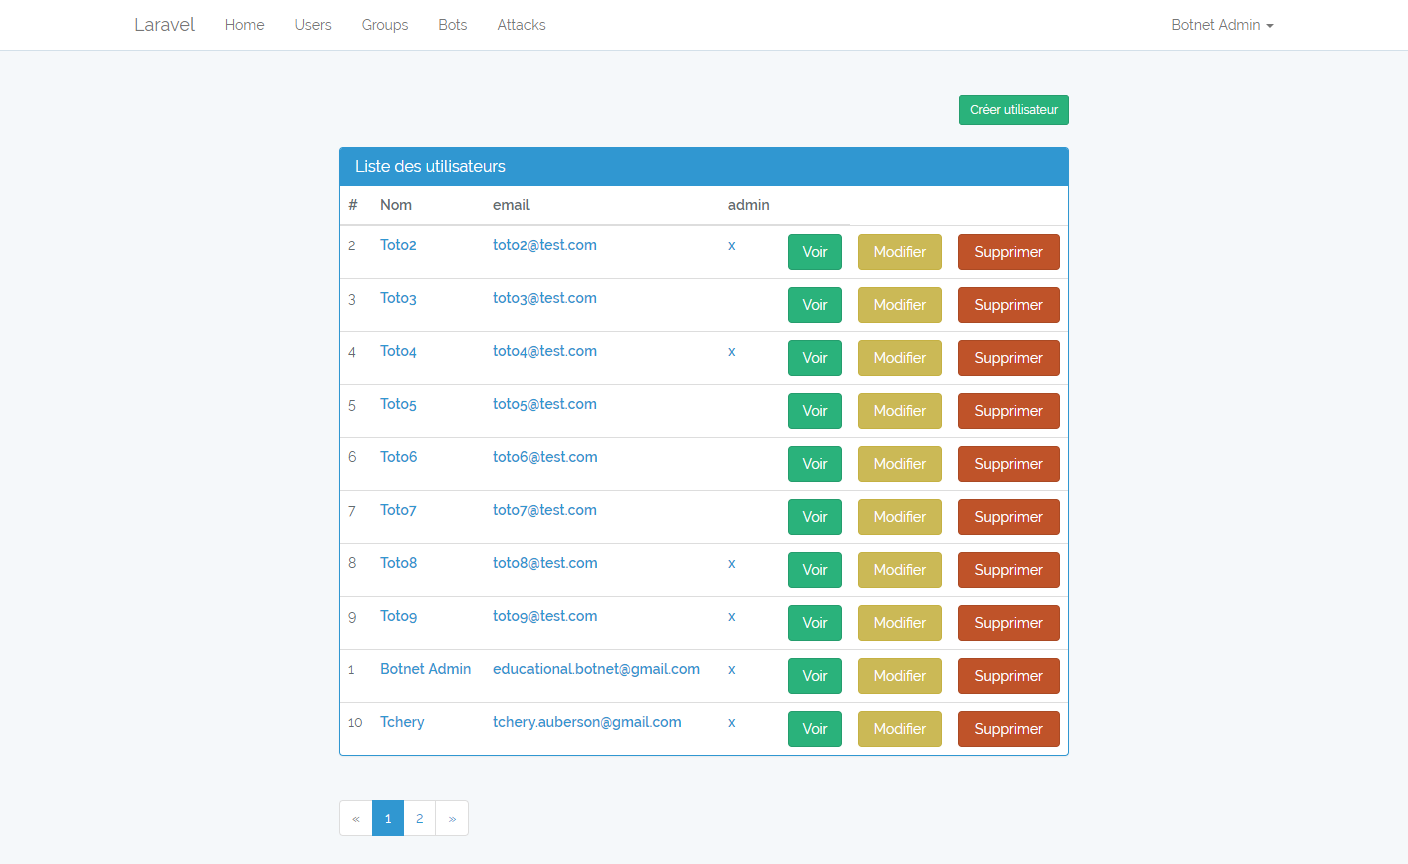 Laravel Home Users Groups Bots Attacks Botnet Admin
Créer utilisateur
Liste des utilisateurs
# Nom email admin
2 Toto2 toto2@test.com x Voir Modifier Supprimer
3 Toto3 toto3@test.com Voir Modifier Supprimer
4 Toto4 toto4@test.com x Voir Modifier Supprimer
5 Toto5 toto5@test.com Voir Modifier Supprimer
6 Toto6 toto6@test.com Voir Modifier Supprimer
7 Toto7 toto7@test.com Voir Modifier Supprimer
8 Toto8 toto8@test.com x Voir Modifier Supprimer
9 Toto9 toto9@test.com x Voir Modifier Supprimer
1 Botnet Admin educational.botnet@gmail.com x Voir Modifier Supprimer
10 Tchery tchery.auberson@gmail.com x Voir Modifier Supprimer
« 1 2 »